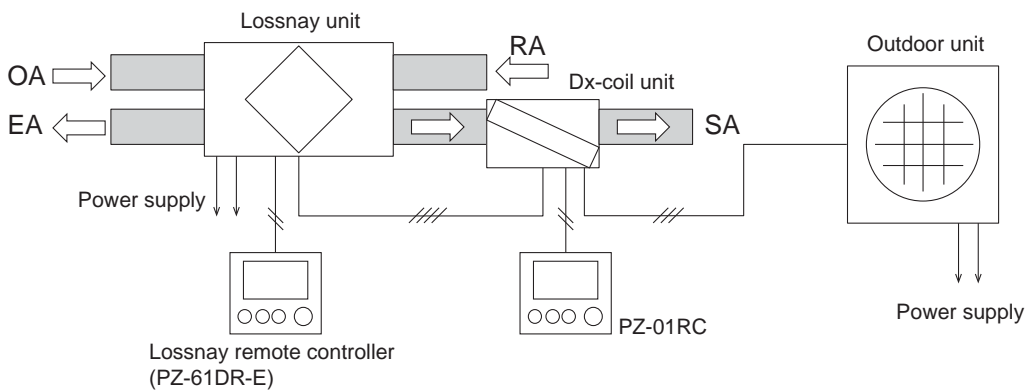 Lossnay unit
OA
RA
Outdoor unit
Dx-coil unit
EA
SA
Power supply
PZ-01RC
Power supply
Lossnay remote controller
(PZ-61DR-E)